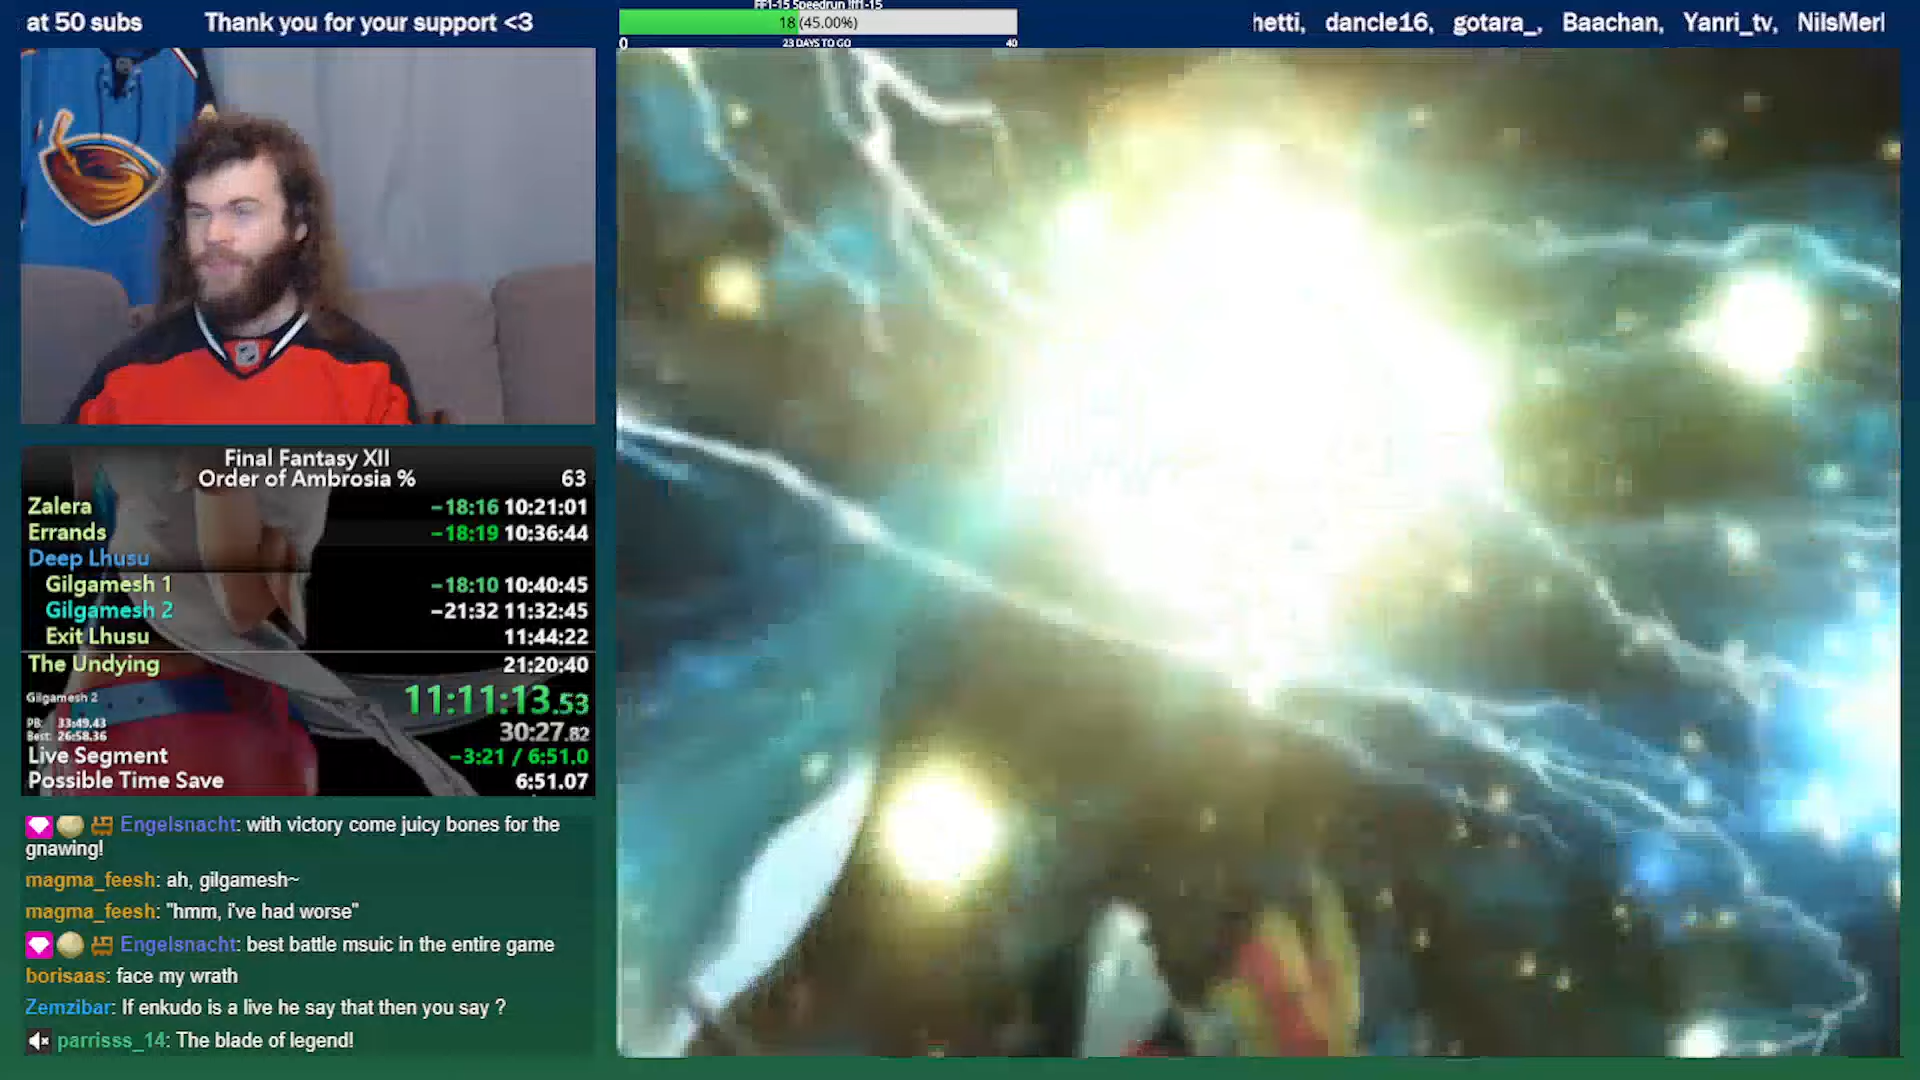 at 50 subs Thank you for your support <3
FF1-15 Speedrun !ff1-15
18 (45.00%)
0 23 DAYS TO GO 40
hetti, dancle16, gotara_, Baachan, Yanri_tv, NilsMerl
Final Fantasy XII
Order of Ambrosia % 63
Zalera -18:16 10:21:01
Errands -18:19 10:36:44
Deep Lhusu
Gilgamesh 1 -18:10 10:40:45
Gilgamesh 2 -21:32 11:32:45
Exit Lhusu 11:44:22
The Undying 21:20:40
11:11:13.53
Gilgamesh 2
PB: 33:49.43 30:27.82
Best: 26:58.36
Live Segment -3:21 / 6:51.0
Possible Time Save 6:51.07
Engelsnacht: with victory come juicy bones for the
gnawing!
magma_feesh: ah, gilgamesh~
magma_feesh: "hmm, i've had worse"
Engelsnacht: best battle msuic in the entire game
borisaas: face my wrath
Zemzibar: If enkudo is a live he say that then you say ?
parrisss_14: The blade of legend!